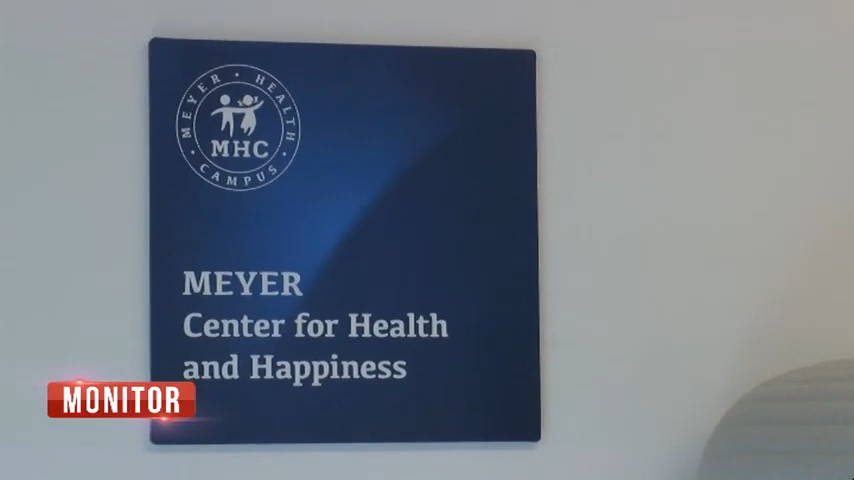 MEYER • HEALTH • CAMPUS •
MHC
MEYER
Center for Health
and Happiness
MONITOR